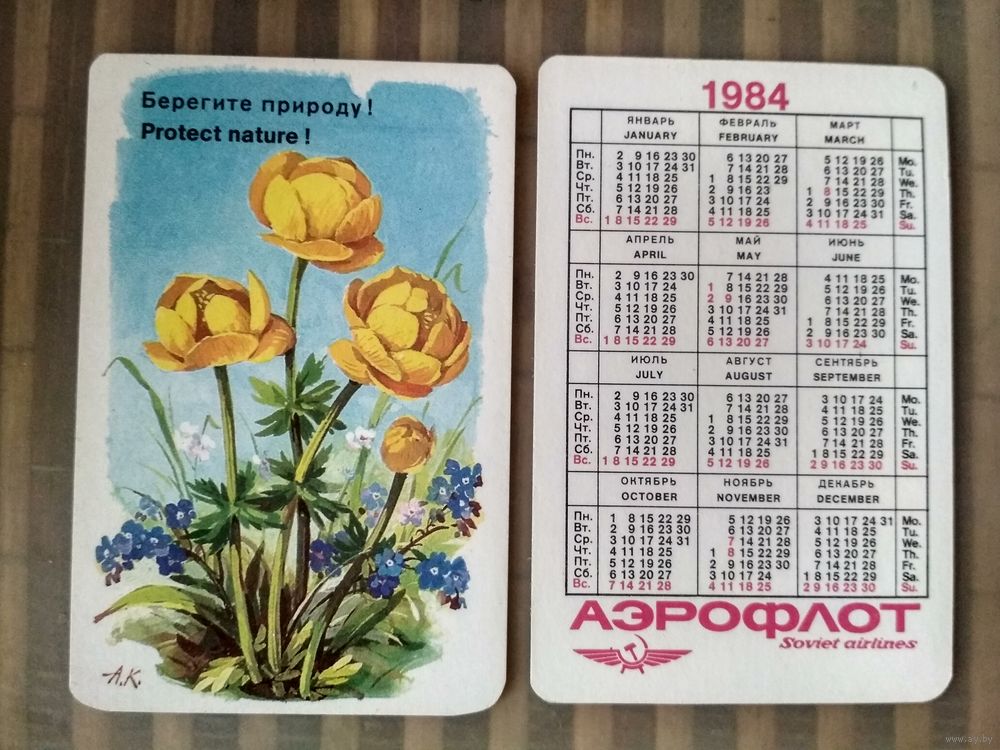 Берегите природу!
Protect nature!
А.К.
1984
ЯНВАРЬ ФЕВРАЛЬ МАРТ
JANUARY FEBRUARY MARCH
Пн. 2 9 16 23 30 6 13 20 27 5 12 19 26 Mo.
Вт. 3 10 17 24 31 7 14 21 28 6 13 20 27 Tu.
Ср. 4 11 18 25 1 8 15 22 29 7 14 21 28 We.
Чт. 5 12 19 26 2 9 16 23 1 8 15 22 29 Th.
Пт. 6 13 20 27 3 10 17 24 2 9 16 23 30 Fr.
Сб. 7 14 21 28 4 11 18 25 3 10 17 24 31 Sa.
Вс. 1 8 15 22 29 5 12 19 26 4 11 18 25 Su.
АПРЕЛЬ МАЙ ИЮНЬ
APRIL MAY JUNE
Пн. 2 9 16 23 30 7 14 21 28 4 11 18 25 Mo.
Вт. 3 10 17 24 1 8 15 22 29 5 12 19 26 Tu.
Ср. 4 11 18 25 2 9 16 23 30 6 13 20 27 We.
Чт. 5 12 19 26 3 10 17 24 31 7 14 21 28 Th.
Пт. 6 13 20 27 4 11 18 25 1 8 15 22 29 Fr.
Сб. 7 14 21 28 5 12 19 26 2 9 16 23 30 Sa.
Вс. 1 8 15 22 29 6 13 20 27 3 10 17 24 Su.
ИЮЛЬ АВГУСТ СЕНТЯБРЬ
JULY AUGUST SEPTEMBER
Пн. 2 9 16 23 30 6 13 20 27 3 10 17 24 Mo.
Вт. 3 10 17 24 31 7 14 21 28 4 11 18 25 Tu.
Ср. 4 11 18 25 1 8 15 22 29 5 12 19 26 We.
Чт. 5 12 19 26 2 9 16 23 30 6 13 20 27 Th.
Пт. 6 13 20 27 3 10 17 24 31 7 14 21 28 Fr.
Сб. 7 14 21 28 4 11 18 25 1 8 15 22 29 Sa.
Вс. 1 8 15 22 29 5 12 19 26 2 9 16 23 30 Su.
ОКТЯБРЬ НОЯБРЬ ДЕКАБРЬ
OCTOBER NOVEMBER DECEMBER
Пн. 1 8 15 22 29 5 12 19 26 3 10 17 24 31 Mo.
Вт. 2 9 16 23 30 6 13 20 27 4 11 18 25 Tu.
Ср. 3 10 17 24 31 7 14 21 28 5 12 19 26 We.
Чт. 4 11 18 25 1 8 15 22 29 6 13 20 27 Th.
Пт. 5 12 19 26 2 9 16 23 30 7 14 21 28 Fr.
Сб. 6 13 20 27 3 10 17 24 1 8 15 22 29 Sa.
Вс. 7 14 21 28 4 11 18 25 2 9 16 23 30 Su.
АЭРОФЛОТ
Soviet airlines
www.ay.by